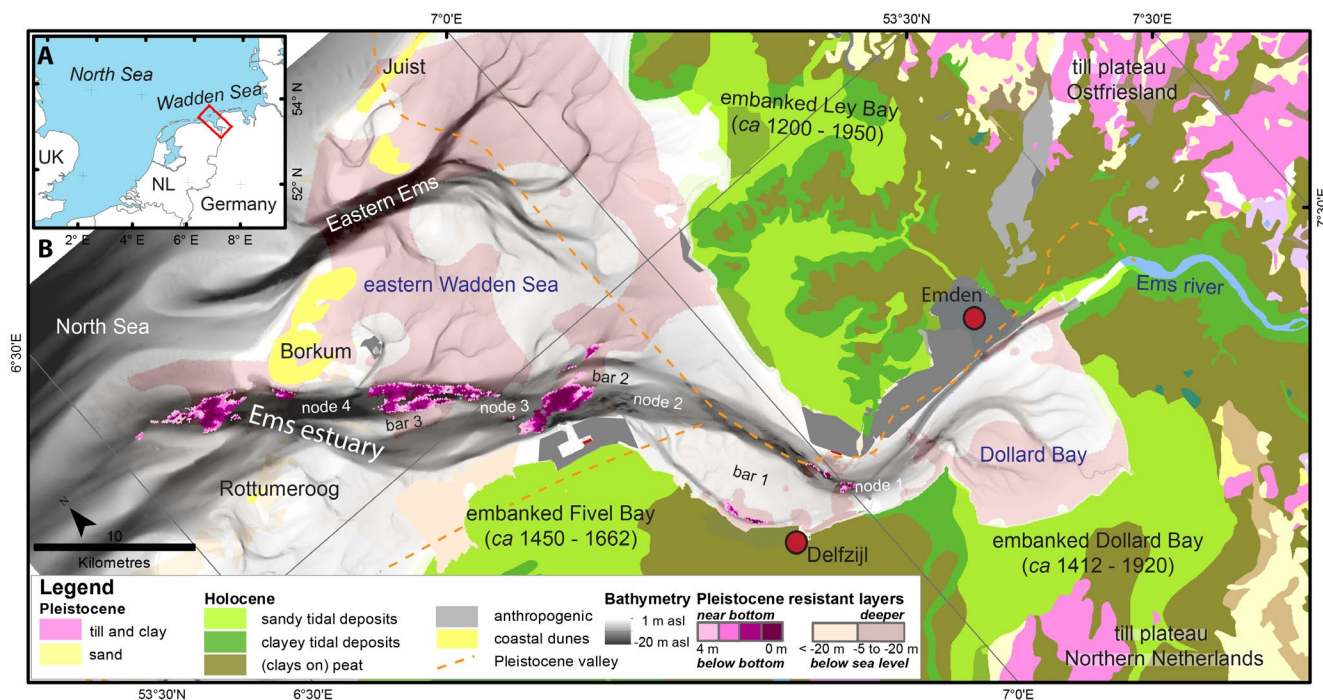 7°0'E
53°30'N
7°30'E
A
North Sea
Wadden Sea
UK
NL
Germany
54° N
52° N
2° E
4° E
6° E
8° E
B
Juist
Eastern Ems
eastern Wadden Sea
North Sea
Borkum
6°30'E
embanked Ley Bay
(ca 1200 - 1950)
till plateau
Ostfriesland
7°30'E
Emden
Ems river
bar 2
node 4
node 3
node 2
bar 3
Ems estuary
Rottumeroog
bar 1
node 1
Dollard Bay
embanked Fivel Bay
(ca 1450 - 1662)
Delfzijl
embanked Dollard Bay
(ca 1412 - 1920)
till plateau
Northern Netherlands
N
10
Kilometres
Legend
Pleistocene
till and clay
sand
Holocene
sandy tidal deposits
clayey tidal deposits
(clays on) peat
anthropogenic
coastal dunes
Pleistocene valley
Bathymetry
1 m asl
-20 m asl
Pleistocene resistant layers
near bottom
deeper
4 m
0 m
below bottom
< -20 m
-5 to -20 m
below sea level
53°30'N
6°30'E
7°0'E